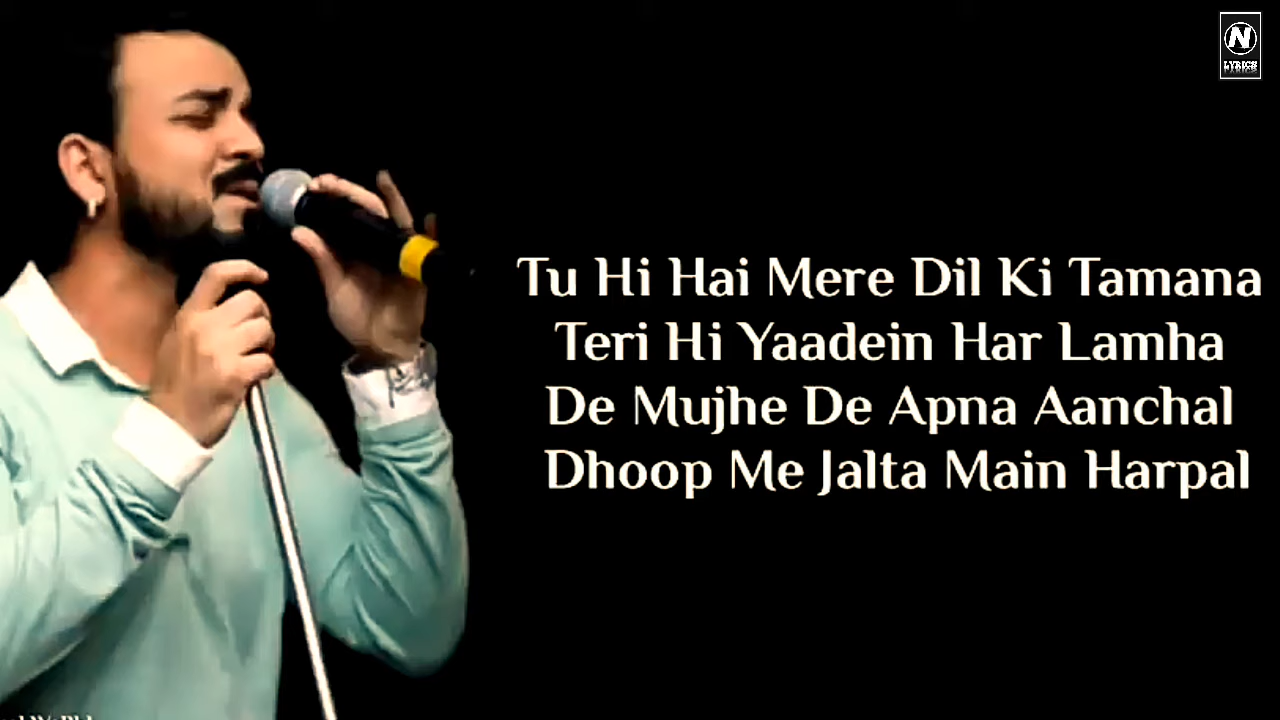 N
LYRICS
Tu Hi Hai Mere Dil Ki Tamana
Teri Hi Yaadein Har Lamha
De Mujhe De Apna Aanchal
Dhoop Me Jalta Main Harpal